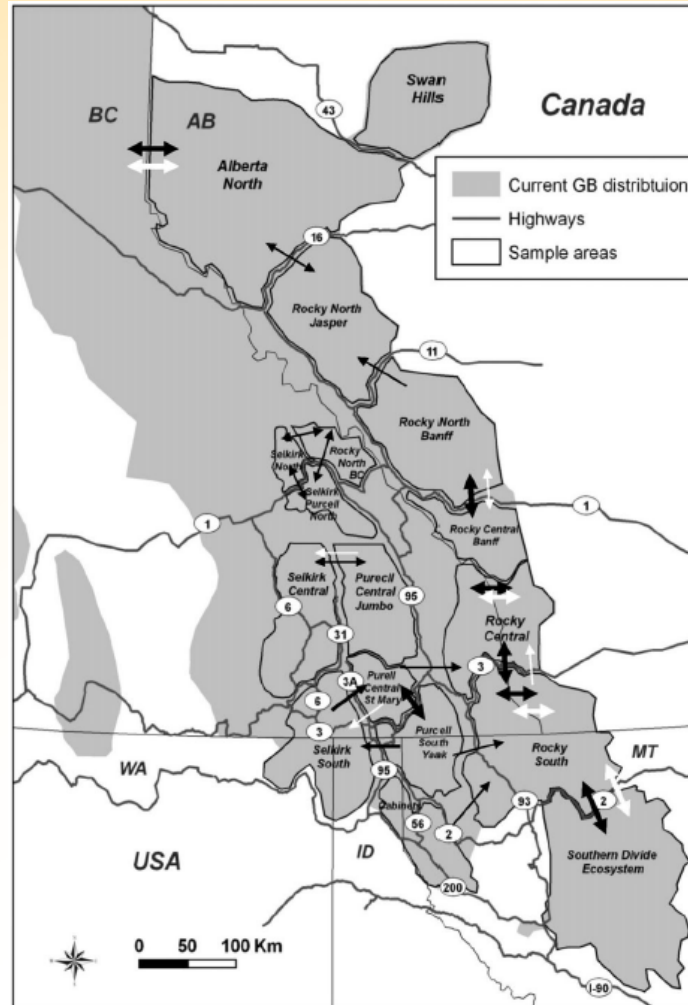 Swan
Hills
Canada
43
BC
AB
Alberta
North
Current GB distribtuion
Highways
Sample areas
16
Rocky North
Jasper
11
Rocky North
Banff
Selkirk
North
Rocky
North
BC
Selkirk
Purcell
North
1
1
Rocky Central
Banff
Selkirk
Central
Purecil
Central
Jumbo
95
6
Rocky
Central
31
3
3A
Purell
Central
St Mary
6
3
Selkirk
South
Purcell
South
Yaak
Rocky
South
MT
WA
95
Cabinets
56
2
93
2
ID
USA
Southern Divide
Ecosystem
200
0 50 100 Km
I-90